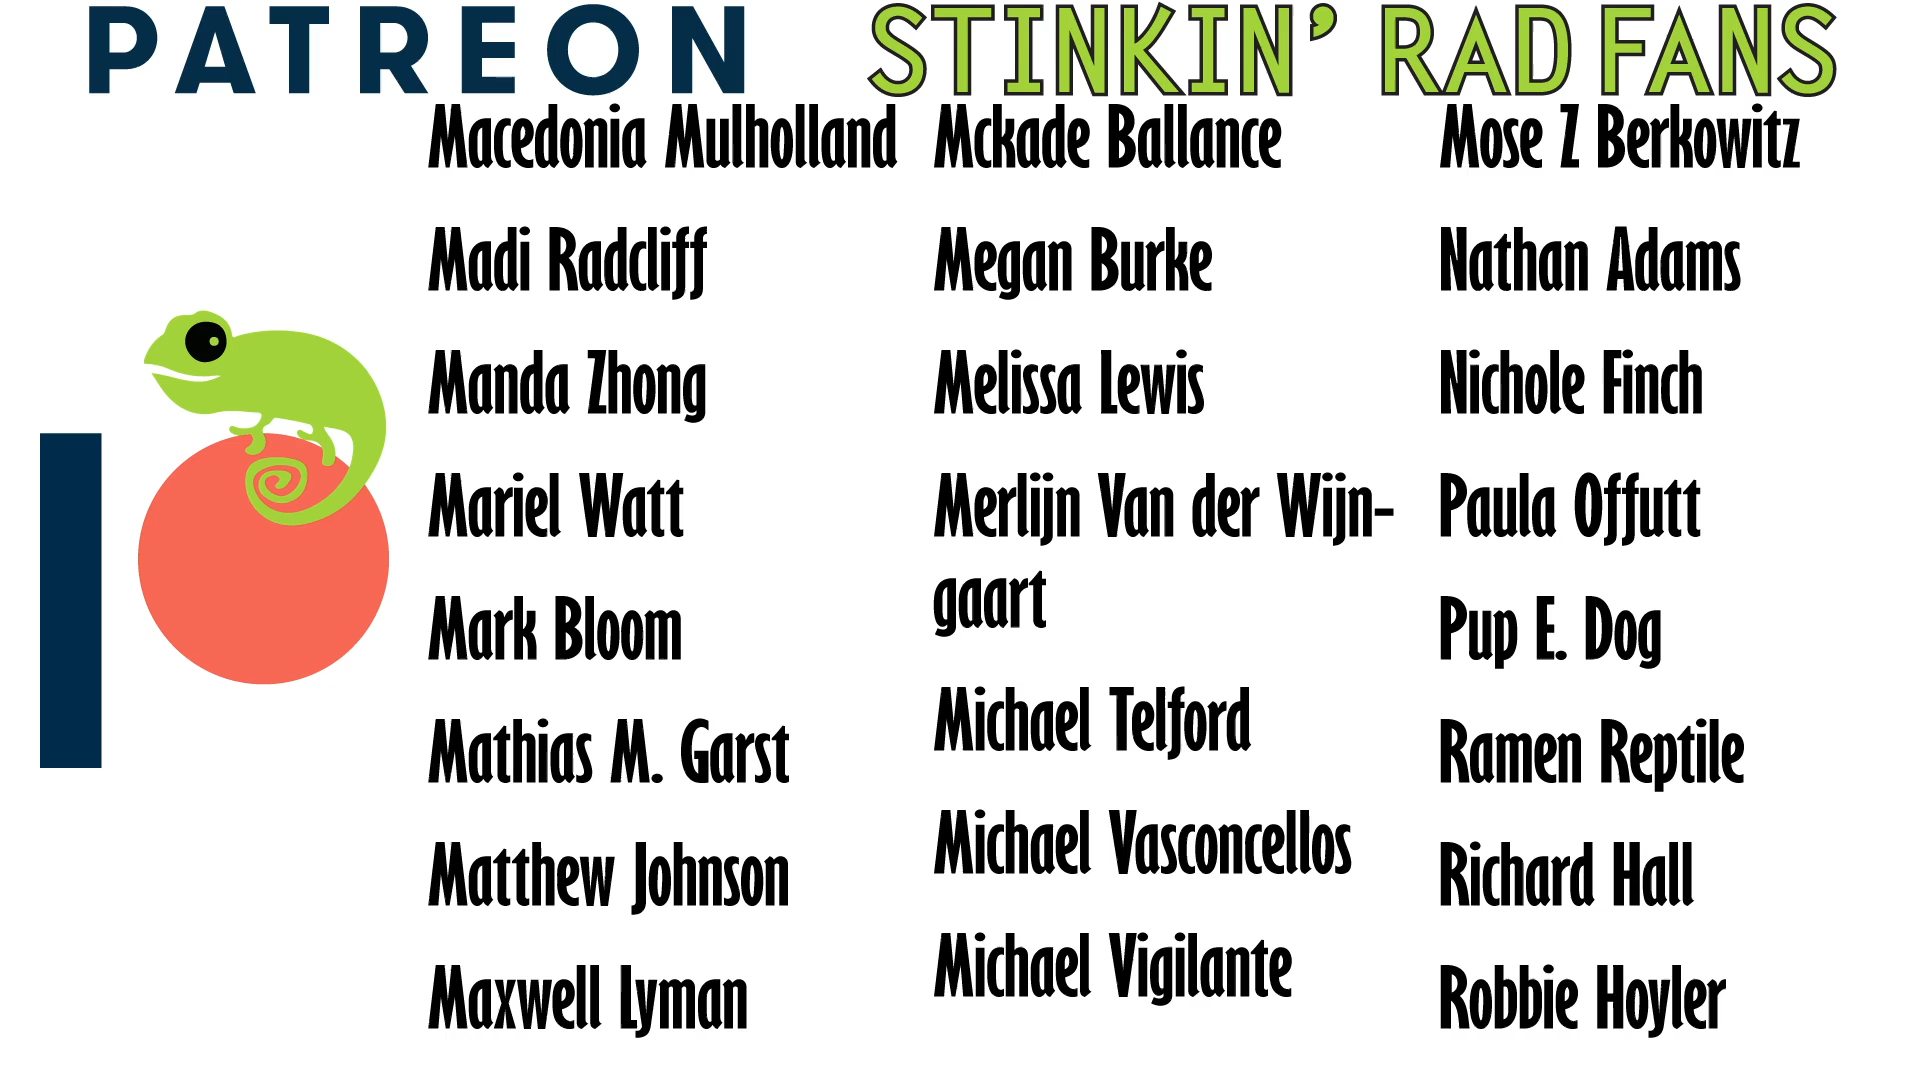 PATREON STINKIN' RAD FANS
Macedonia Mulholland
Madi Radcliff
Manda Zhong
Mariel Watt
Mark Bloom
Mathias M. Garst
Matthew Johnson
Maxwell Lyman
Mckade Ballance
Megan Burke
Melissa Lewis
Merlijn Van der Wijn-
gaart
Michael Telford
Michael Vasconcellos
Michael Vigilante
Mose Z Berkowitz
Nathan Adams
Nichole Finch
Paula Offutt
Pup E. Dog
Ramen Reptile
Richard Hall
Robbie Hoyler